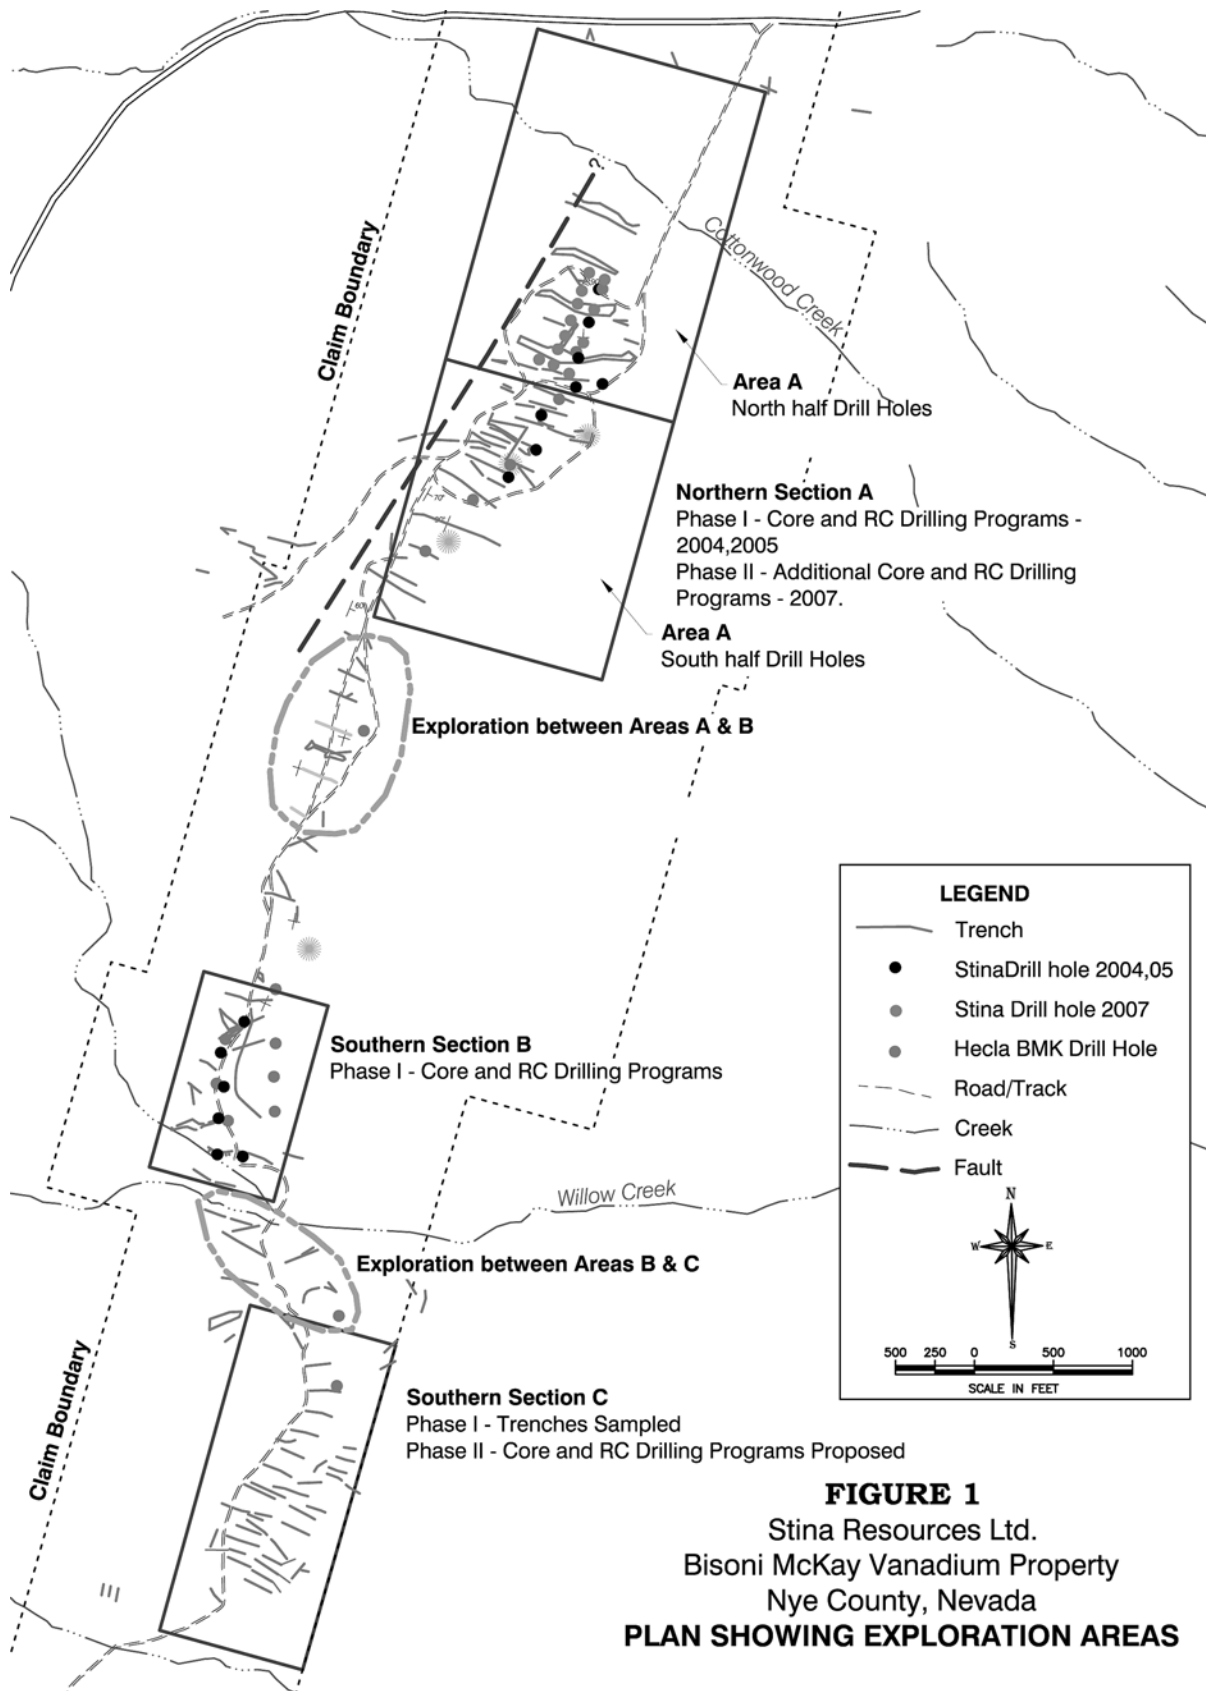 ?
Cottonwood Creek
Claim Boundary
Area A
North half Drill Holes
Northern Section A
Phase I - Core and RC Drilling Programs -
2004,2005
Phase II - Additional Core and RC Drilling
Programs - 2007.
Area A
South half Drill Holes
60
Exploration between Areas A & B
LEGEND
Trench
StinaDrill hole 2004,05
Stina Drill hole 2007
Hecla BMK Drill Hole
Road/Track
Creek
Fault
N
W
E
S
500 250 0 500 1000
SCALE IN FEET
Southern Section B
Phase I - Core and RC Drilling Programs
Willow Creek
Exploration between Areas B & C
Claim Boundary
Southern Section C
Phase I - Trenches Sampled
Phase II - Core and RC Drilling Programs Proposed
FIGURE 1
Stina Resources Ltd.
Bisoni McKay Vanadium Property
Nye County, Nevada
PLAN SHOWING EXPLORATION AREAS